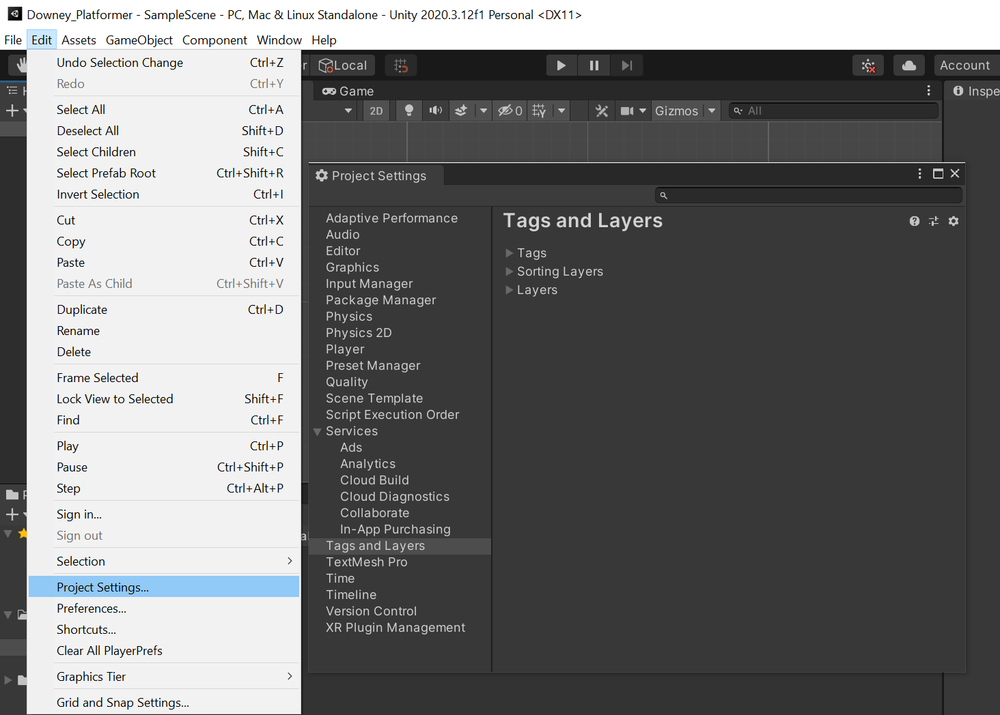 Downey_Platformer - SampleScene - PC, Mac & Linux Standalone - Unity 2020.3.12f1 Personal <DX11>
File Edit Assets GameObject Component Window Help
Undo Selection Change Ctrl+Z
Redo Ctrl+Y
Select All Ctrl+A
Deselect All Shift+D
Select Children Shift+C
Select Prefab Root Ctrl+Shift+R
Invert Selection Ctrl+I
Cut Ctrl+X
Copy Ctrl+C
Paste Ctrl+V
Paste As Child Ctrl+Shift+V
Duplicate Ctrl+D
Rename
Delete
Frame Selected F
Lock View to Selected Shift+F
Find Ctrl+F
Play Ctrl+P
Pause Ctrl+Shift+P
Step Ctrl+Alt+P
Sign in...
Sign out
Selection
Project Settings...
Preferences...
Shortcuts...
Clear All PlayerPrefs
Graphics Tier
Grid and Snap Settings...
r Local Account
Game Inspe
2D 0 Gizmos All
Project Settings
Adaptive Performance
Audio
Editor
Graphics
Input Manager
Package Manager
Physics
Physics 2D
Player
Preset Manager
Quality
Scene Template
Script Execution Order
Services
Ads
Analytics
Cloud Build
Cloud Diagnostics
Collaborate
In-App Purchasing
Tags and Layers
TextMesh Pro
Time
Timeline
Version Control
XR Plugin Management
Tags and Layers
Tags
Sorting Layers
Layers